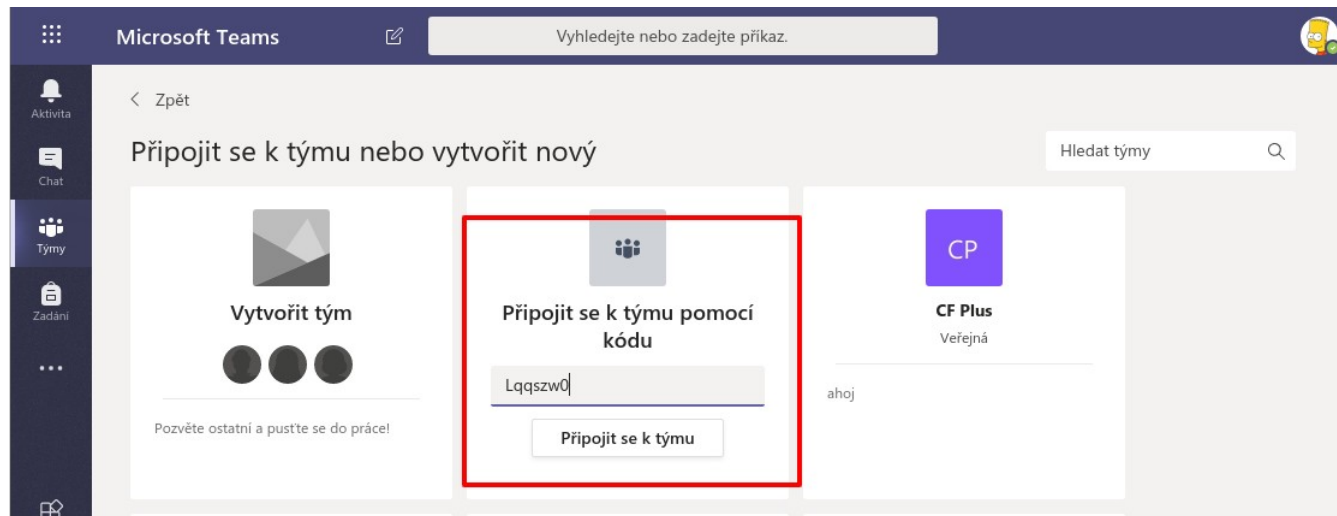 Microsoft Teams
Vyhledejte nebo zadejte příkaz.
Aktivita
Chat
Týmy
Zadání
Zpět
Připojit se k týmu nebo vytvořit nový
Hledat týmy
Vytvořit tým
Pozvěte ostatní a pusťte se do práce!
Připojit se k týmu pomocí
kódu
Lqqszw0
Připojit se k týmu
CP
CF Plus
Veřejná
ahoj